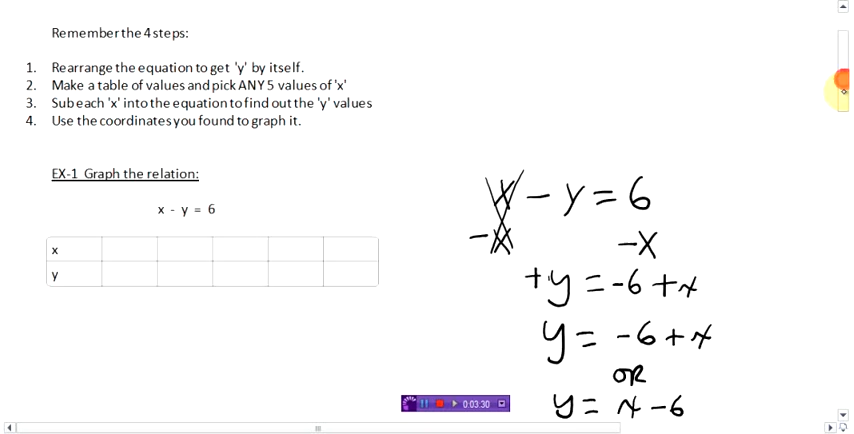 Remember the 4 steps:
1. Rearrange the equation to get 'y' by itself.
2. Make a table of values and pick ANY 5 values of 'x'
3. Sub each 'x' into the equation to find out the 'y' values
4. Use the coordinates you found to graph it.
EX-1 Graph the relation:
x - y = 6
x
y
x - y = 6
-x -x
+y = -6 + x
y = -6 + x
OR
y = x - 6
0:03:30